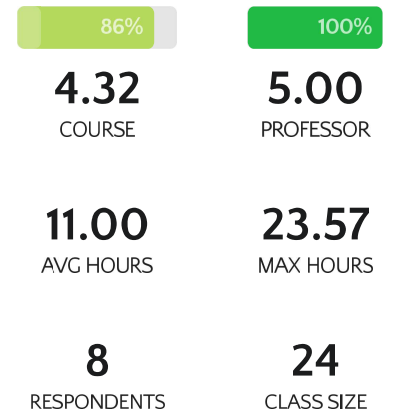 86% 100%
4.32 5.00
COURSE PROFESSOR
11.00 23.57
AVG HOURS MAX HOURS
8 24
RESPONDENTS CLASS SIZE